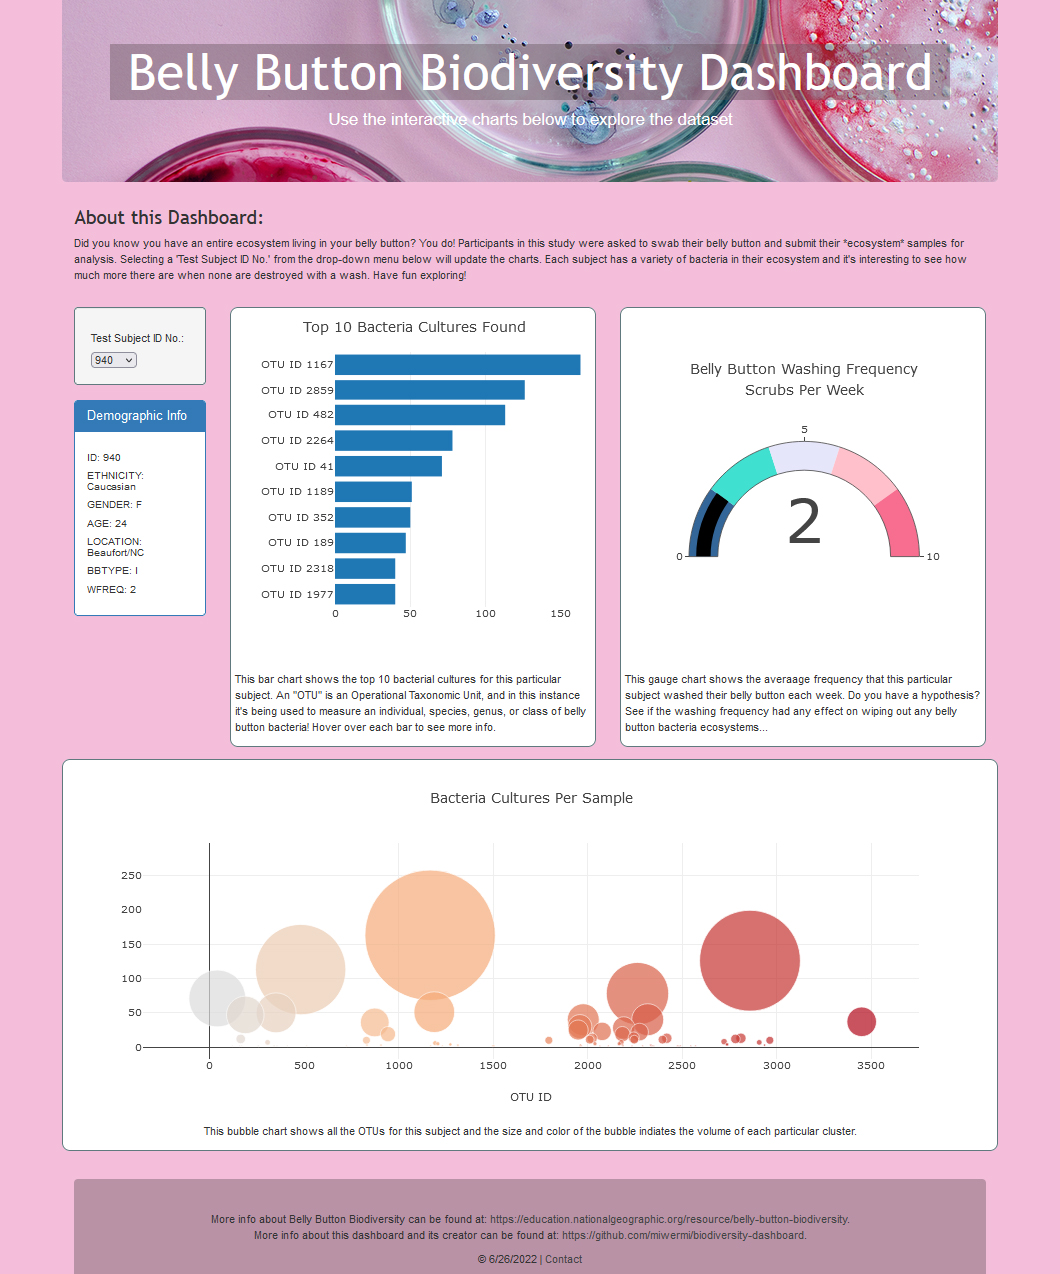 Belly Button Biodiversity Dashboard
Use the interactive charts below to explore the dataset
About this Dashboard:
Did you know you have an entire ecosystem living in your belly button? You do! Participants in this study were asked to swab their belly button and submit their *ecosystem* samples for
analysis. Selecting a 'Test Subject ID No.' from the drop-down menu below will update the charts. Each subject has a variety of bacteria in their ecosystem and it's interesting to see how
much more there are when none are destroyed with a wash. Have fun exploring!
Test Subject ID No.:
940
Demographic Info
ID: 940
ETHNICITY:
Caucasian
GENDER: F
AGE: 24
LOCATION:
Beaufort/NC
BBTYPE: I
WFREQ: 2
Top 10 Bacteria Cultures Found
OTU ID 1167
OTU ID 2859
OTU ID 482
OTU ID 2264
OTU ID 41
OTU ID 1189
OTU ID 352
OTU ID 189
OTU ID 2318
OTU ID 1977
0 50 100 150
This bar chart shows the top 10 bacterial cultures for this particular
subject. An "OTU" is an Operational Taxonomic Unit, and in this instance
it's being used to measure an individual, species, genus, or class of belly
button bacteria! Hover over each bar to see more info.
Belly Button Washing Frequency
Scrubs Per Week
5
2
0 10
This gauge chart shows the averaage frequency that this particular
subject washed their belly button each week. Do you have a hypothesis?
See if the washing frequency had any effect on wiping out any belly
button bacteria ecosystems...
Bacteria Cultures Per Sample
250
200
150
100
50
0
0 500 1000 1500 2000 2500 3000 3500
OTU ID
This bubble chart shows all the OTUs for this subject and the size and color of the bubble indiates the volume of each particular cluster.
More info about Belly Button Biodiversity can be found at: https://education.nationalgeographic.org/resource/belly-button-biodiversity.
More info about this dashboard and its creator can be found at: https://github.com/miwermi/biodiversity-dashboard.
© 6/26/2022 | Contact